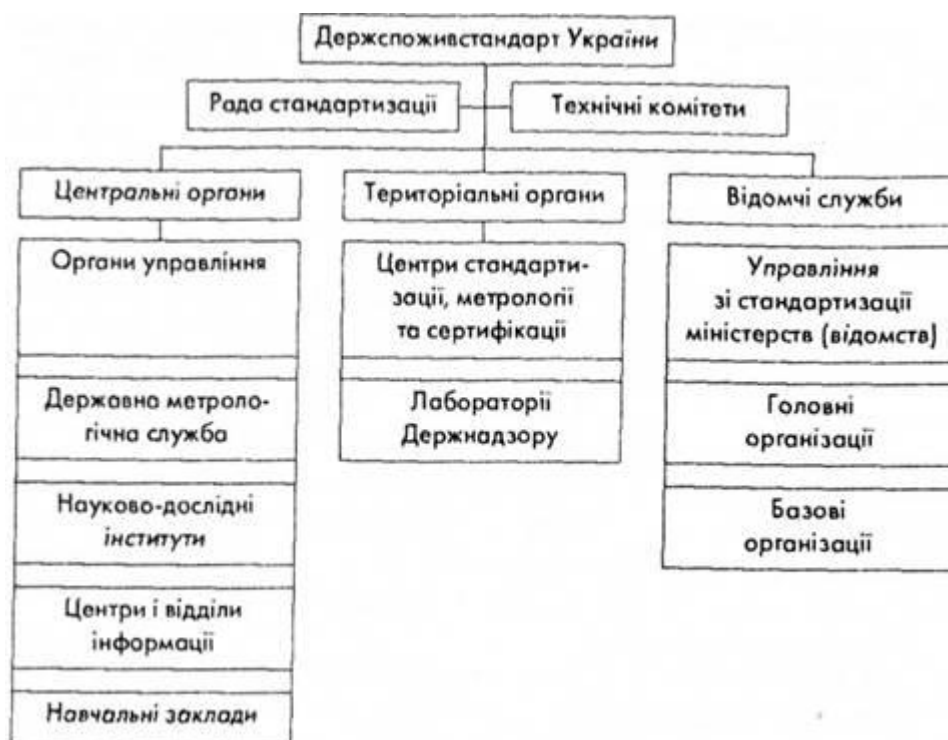 Держспоживстандарт України
Рада стандартизації
Технічні комітети
Центральні органи
Територіальні органи
Відомчі служби
Органи управління
Державна метроло-
гічна служба
Науково-дослідні
інститути
Центри і відділи
інформації
Навчальні заклади
Центри стандарти-
зації, метрології
та сертифікації
Лабораторії
Держнадзору
Управління
зі стандартизації
міністерств (відомств)
Головні
організації
Базові
організації